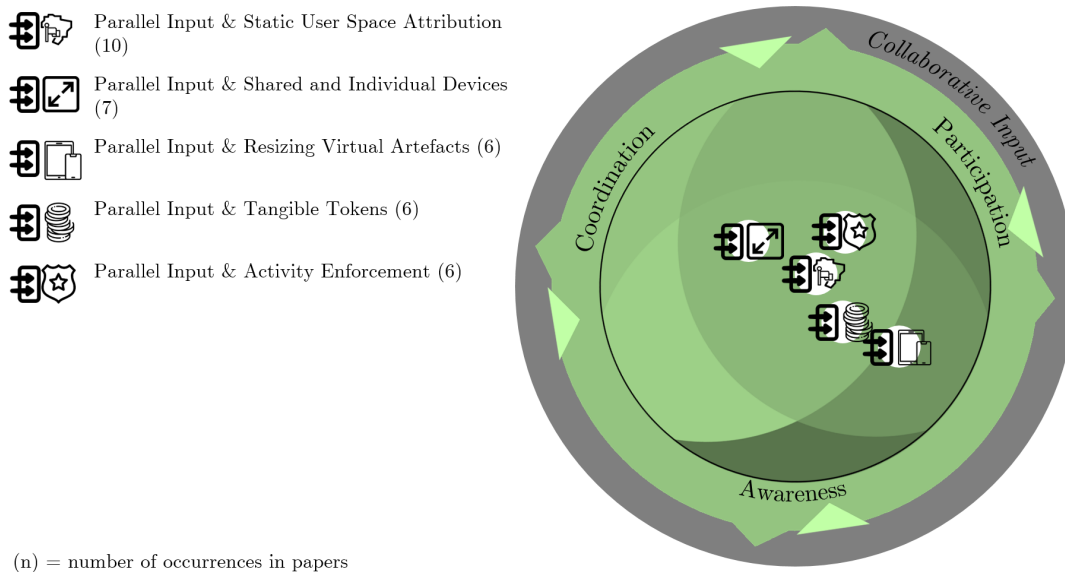 Parallel Input & Static User Space Attribution
(10)
Parallel Input & Shared and Individual Devices
(7)
Parallel Input & Resizing Virtual Artefacts (6)
Parallel Input & Tangible Tokens (6)
Parallel Input & Activity Enforcement (6)
(n) = number of occurrences in papers
Collaborative Input
Coordination
Participation
Awareness